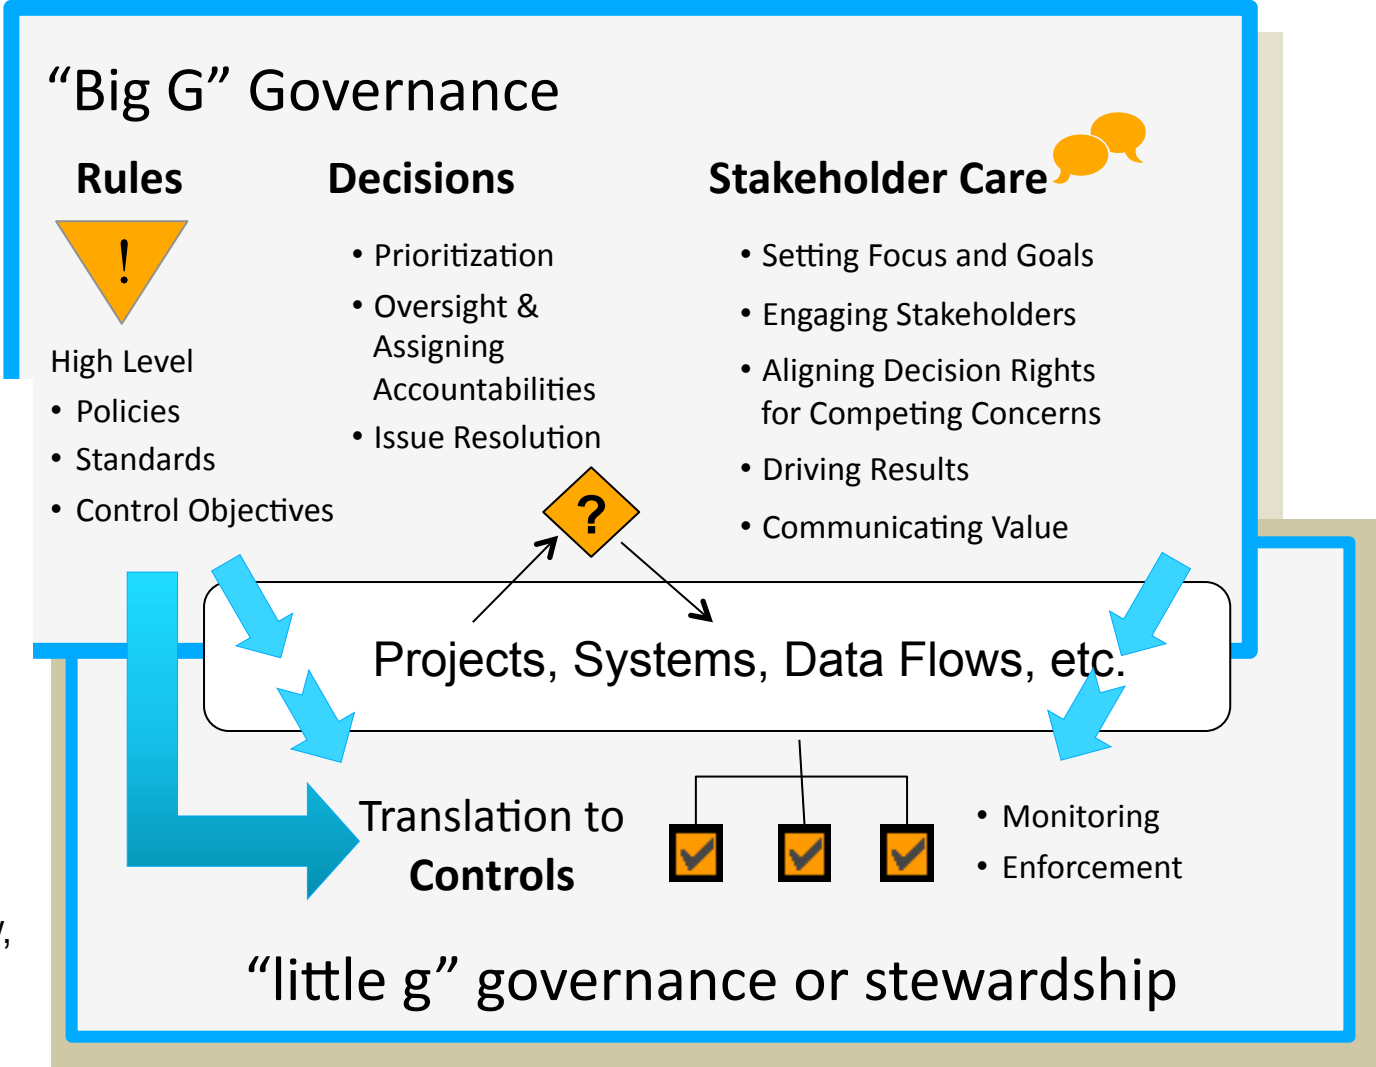 “Big G” Governance
Rules
!
High Level
• Policies
• Standards
• Control Objectives
Decisions
• Prioritization
• Oversight &
Assigning
Accountabilities
• Issue Resolution
?
Stakeholder Care
• Setting Focus and Goals
• Engaging Stakeholders
• Aligning Decision Rights
for Competing Concerns
• Driving Results
• Communicating Value
Projects, Systems, Data Flows, etc.
Translation to
Controls
• Monitoring
• Enforcement
“little g” governance or stewardship